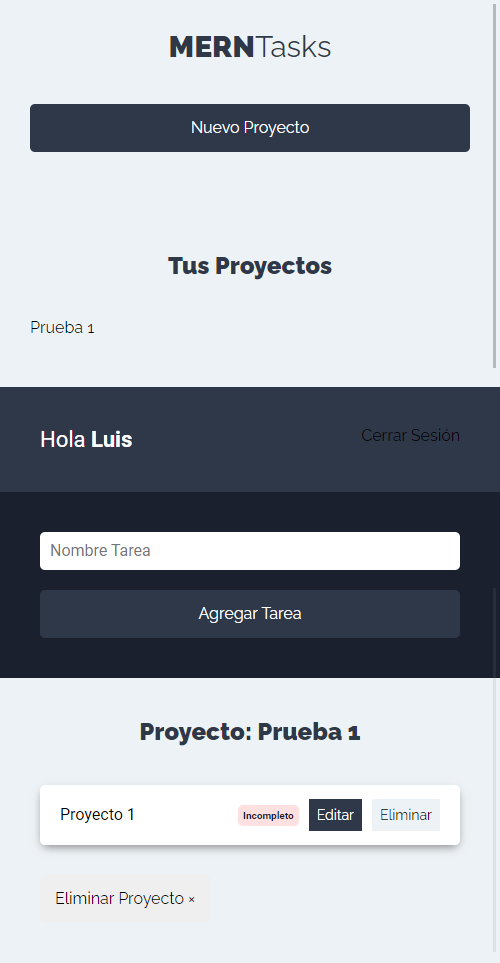 MERNTasks
Nuevo Proyecto
Tus Proyectos
Prueba 1
Hola Luis
Cerrar Sesión
Nombre Tarea
Agregar Tarea
Proyecto: Prueba 1
Proyecto 1 Incompleto Editar Eliminar
Eliminar Proyecto ×